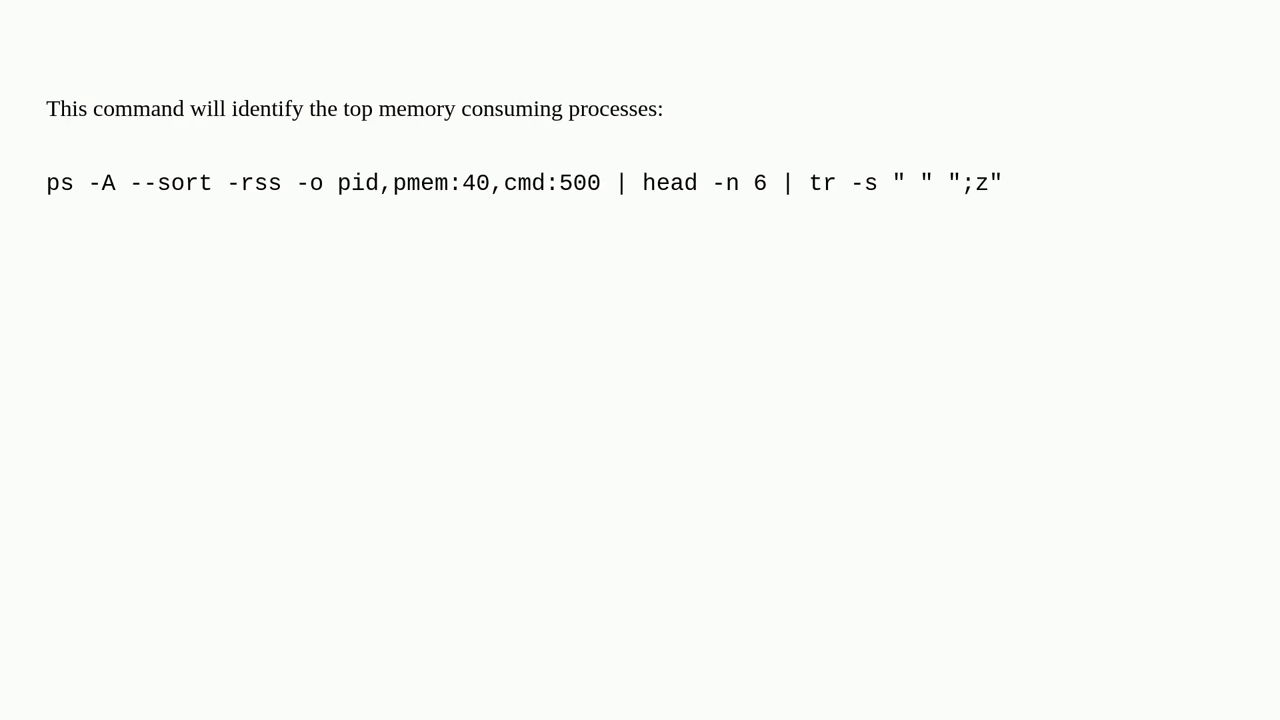 This command will identify the top memory consuming processes:
ps -A --sort -rss -o pid,pmem:40,cmd:500 | head -n 6 | tr -s " " ";z"